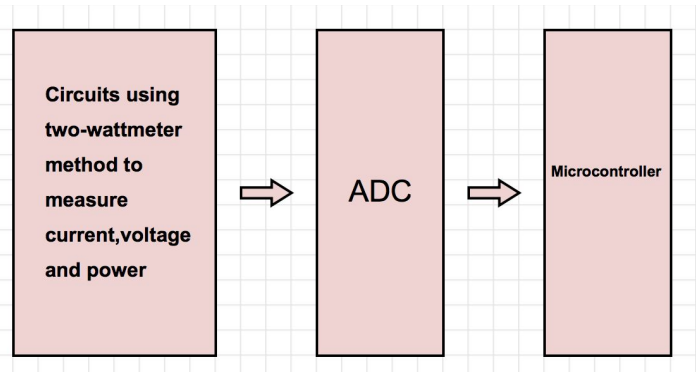 Circuits using
two-wattmeter
method to
measure
current,voltage
and power
ADC
Microcontroller